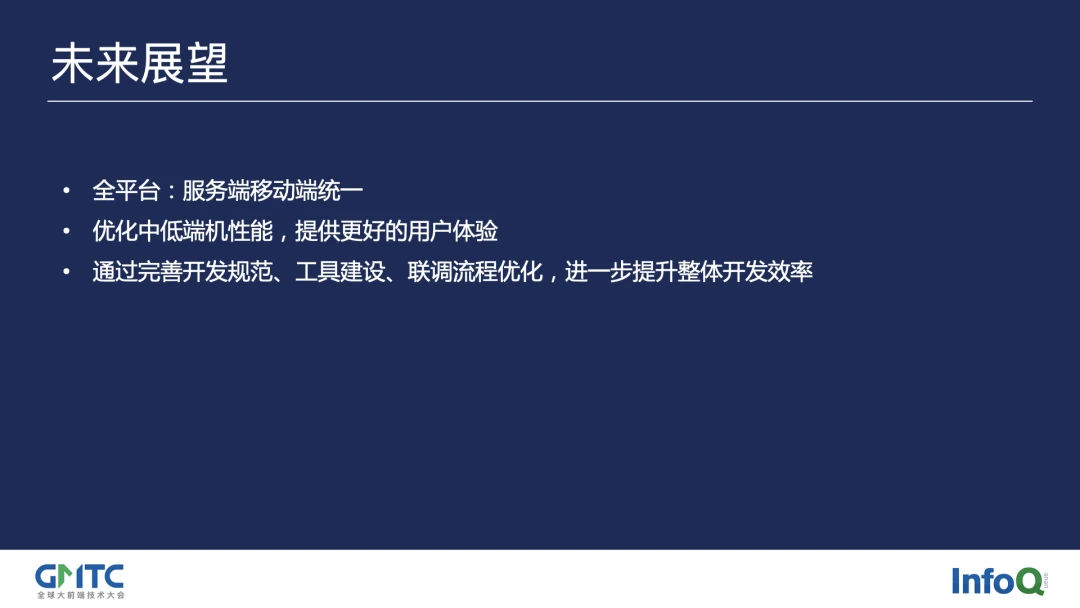 未来展望
• 全平台：服务端移动端统一
• 优化中低端机性能，提供更好的用户体验
• 通过完善开发规范、工具建设、联调流程优化，进一步提升整体开发效率
GMTC
全球大前端技术大会
InfoQ
ueue